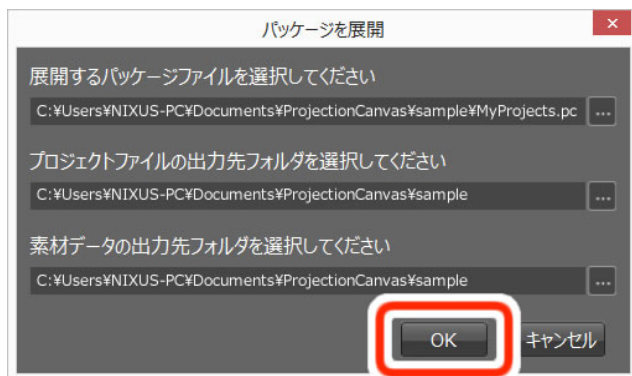 パッケージを展開
×
展開するパッケージファイルを選択してください
C:¥Users¥NIXUS-PC¥Documents¥ProjectionCanvas¥sample¥MyProjects.pc ...
プロジェクトファイルの出力先フォルダを選択してください
C:¥Users¥NIXUS-PC¥Documents¥ProjectionCanvas¥sample ...
素材データの出力先フォルダを選択してください
C:¥Users¥NIXUS-PC¥Documents¥ProjectionCanvas¥sample ...
OK キャンセル